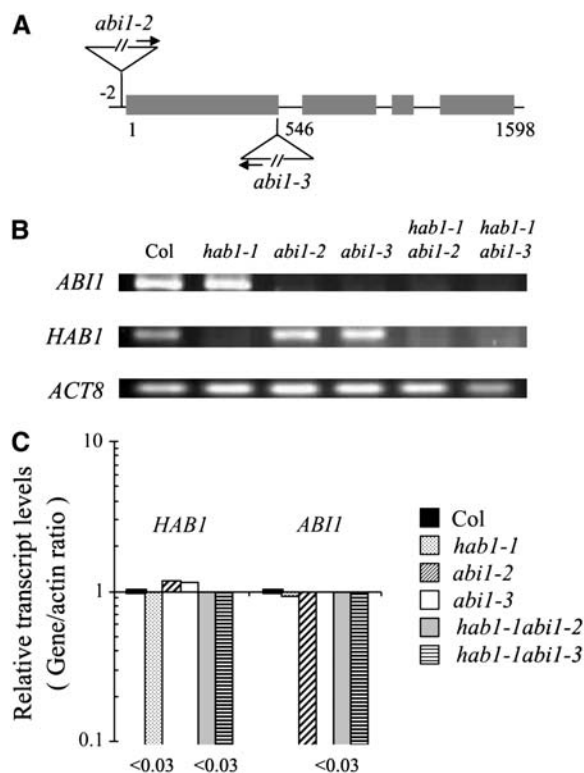 A
abi1-2
-2
1
546
1598
abi1-3
B
Col hab1-1 abi1-2 abi1-3 hab1-1 abi1-2 hab1-1 abi1-3
ABI1
HAB1
ACT8
C
Relative transcript levels
( Gene/actin ratio )
10
1
0.1
HAB1
ABI1
<0.03
<0.03
<0.03
Col
hab1-1
abi1-2
abi1-3
hab1-1abi1-2
hab1-1abi1-3